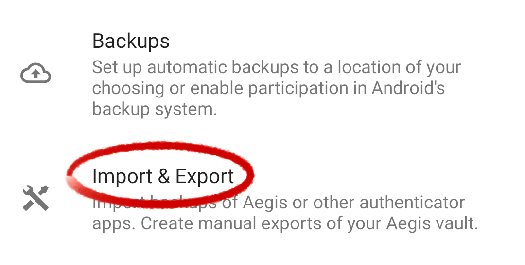 Backups
Set up automatic backups to a location of your
choosing or enable participation in Android's
backup system.
Import & Export
Import backups of Aegis or other authenticator
apps. Create manual exports of your Aegis vault.